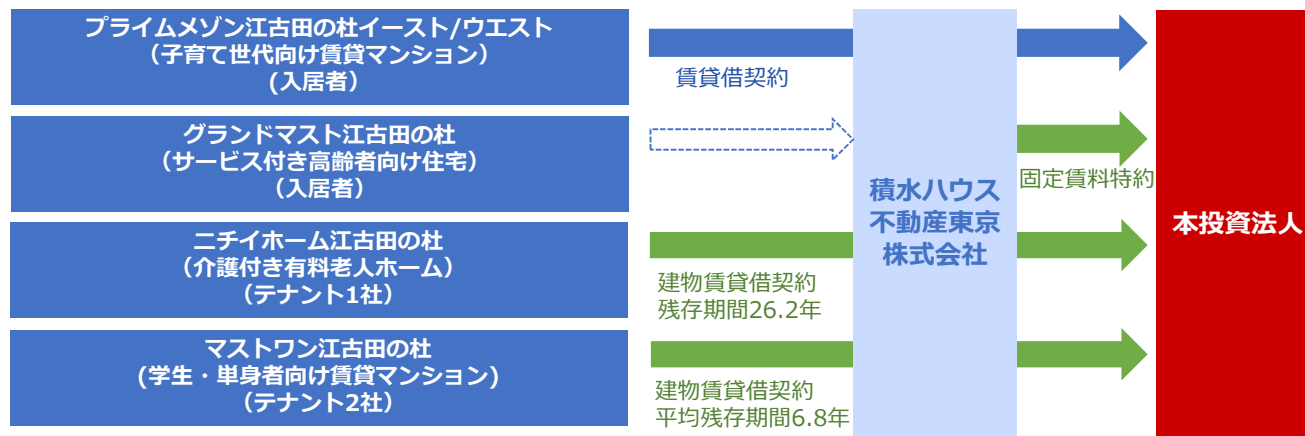 プライムメゾン江古田の杜イースト/ウエスト
（子育て世代向け賃貸マンション）
(入居者）
賃貸借契約
グランドマスト江古田の杜
（サービス付き高齢者向け住宅）
（入居者）
固定賃料特約
ニチイホーム江古田の杜
（介護付き有料老人ホーム）
（テナント1社）
建物賃貸借契約
残存期間26.2年
マストワン江古田の杜
(学生・単身者向け賃貸マンション)
（テナント2社）
建物賃貸借契約
平均残存期間6.8年
積水ハウス
不動産東京
株式会社
本投資法人